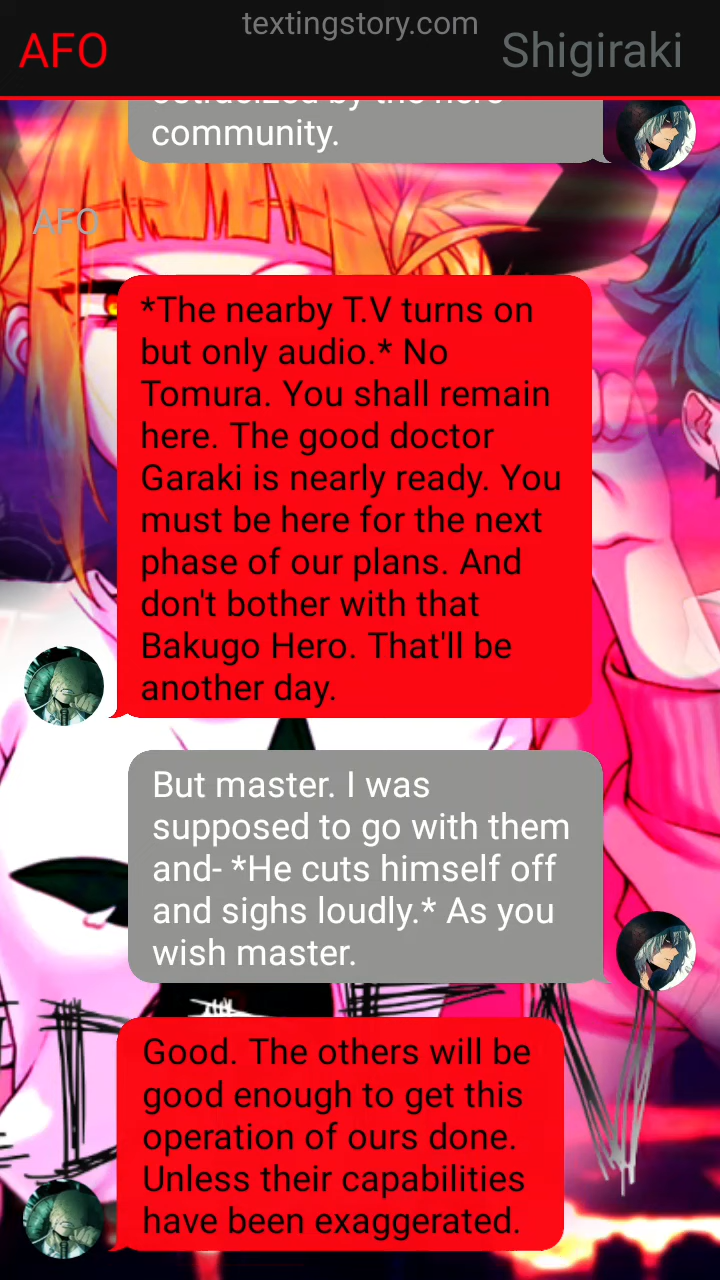 textingstory.com
AFO
Shigiraki
community.
AFO
*The nearby T.V turns on
but only audio.* No
Tomura. You shall remain
here. The good doctor
Garaki is nearly ready. You
must be here for the next
phase of our plans. And
don't bother with that
Bakugo Hero. That'll be
another day.
But master. I was
supposed to go with them
and- *He cuts himself off
and sighs loudly.* As you
wish master.
Good. The others will be
good enough to get this
operation of ours done.
Unless their capabilities
have been exaggerated.